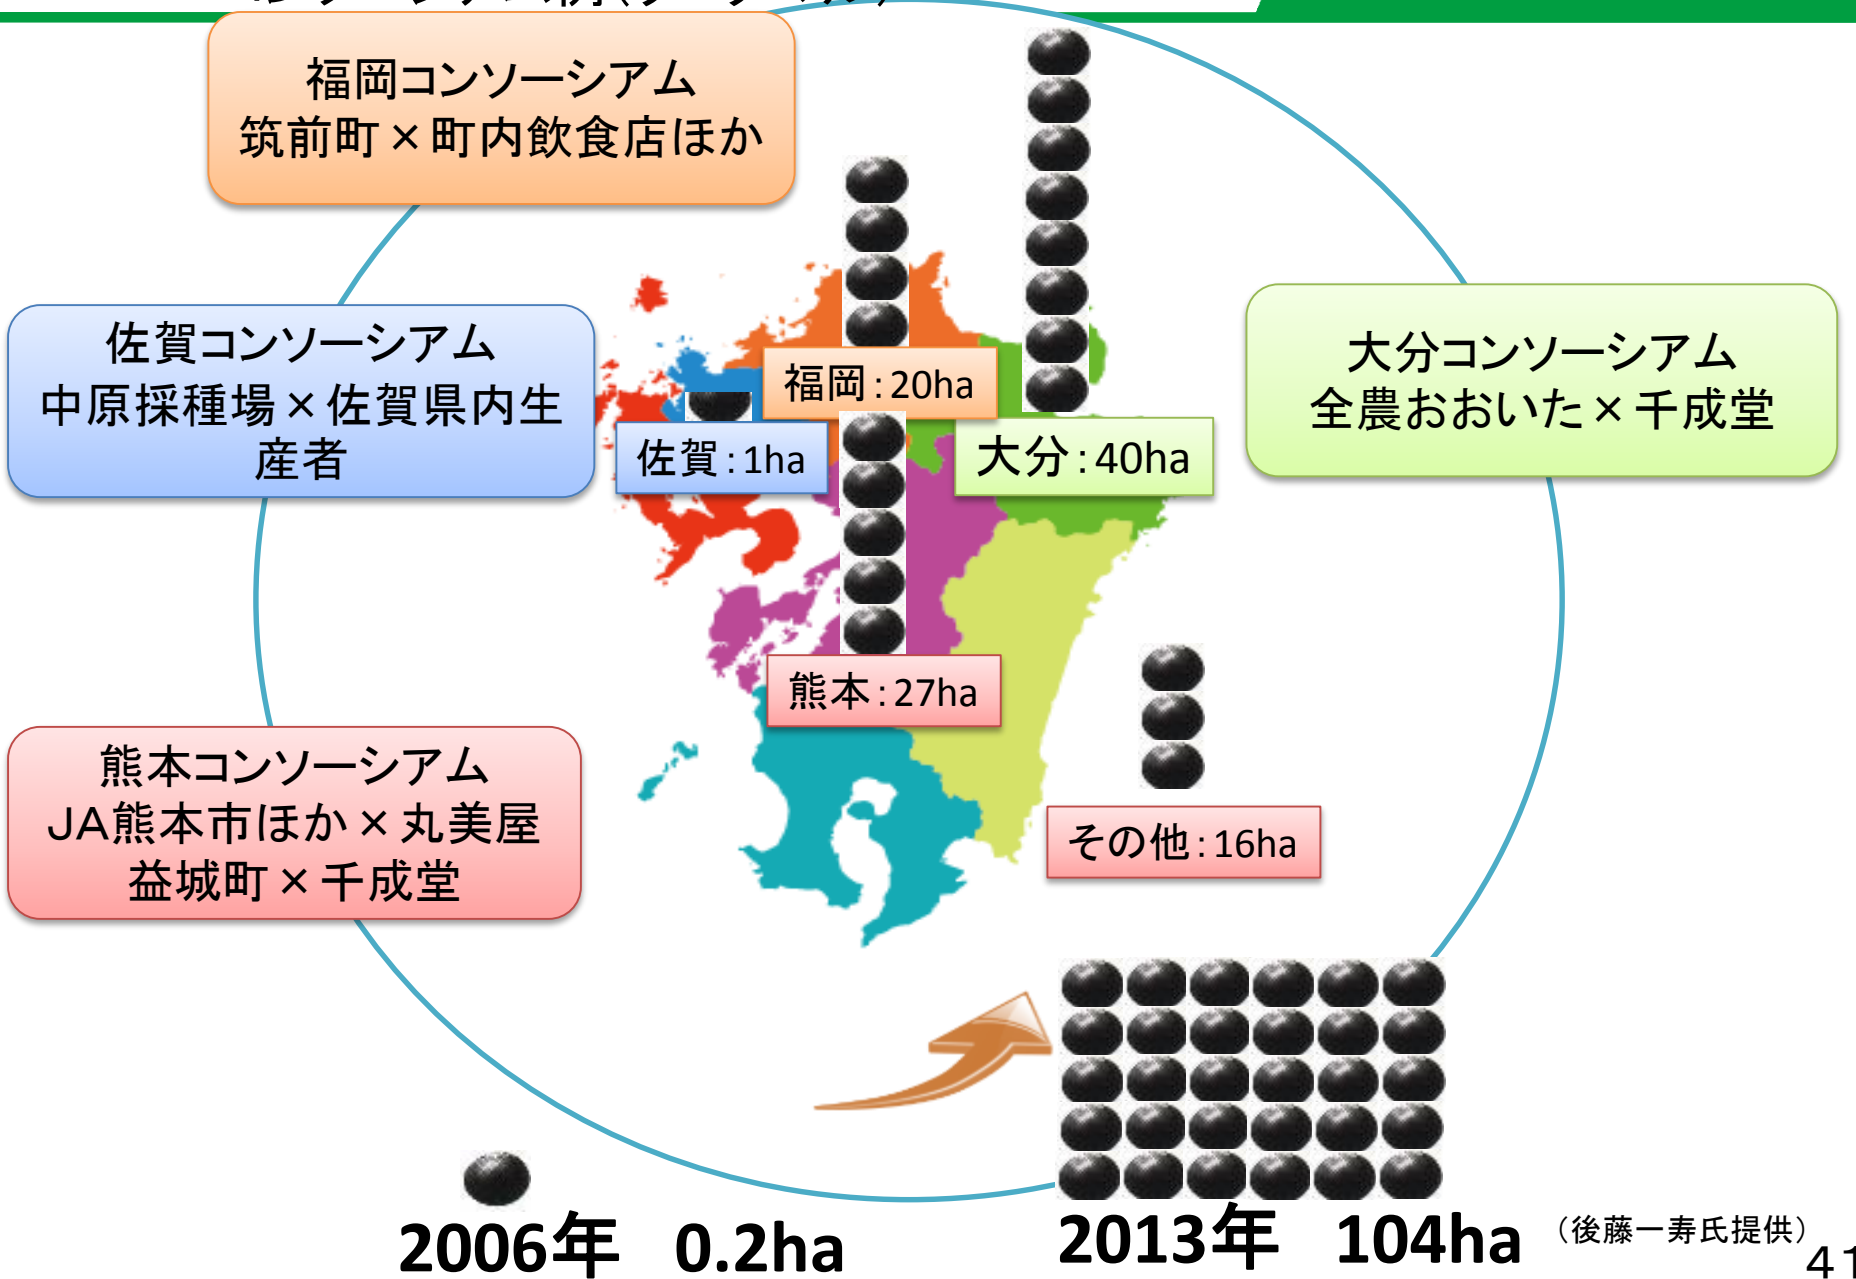 福岡コンソーシアム
筑前町×町内飲食店ほか
佐賀コンソーシアム
中原採種場×佐賀県内生
産者
大分コンソーシアム
全農おおいた×千成堂
福岡：20ha
佐賀：1ha
大分：40ha
熊本：27ha
熊本コンソーシアム
JA熊本市ほか×丸美屋
益城町×千成堂
その他：16ha
2006年 0.2ha
2013年 104ha
（後藤一寿氏提供）
41